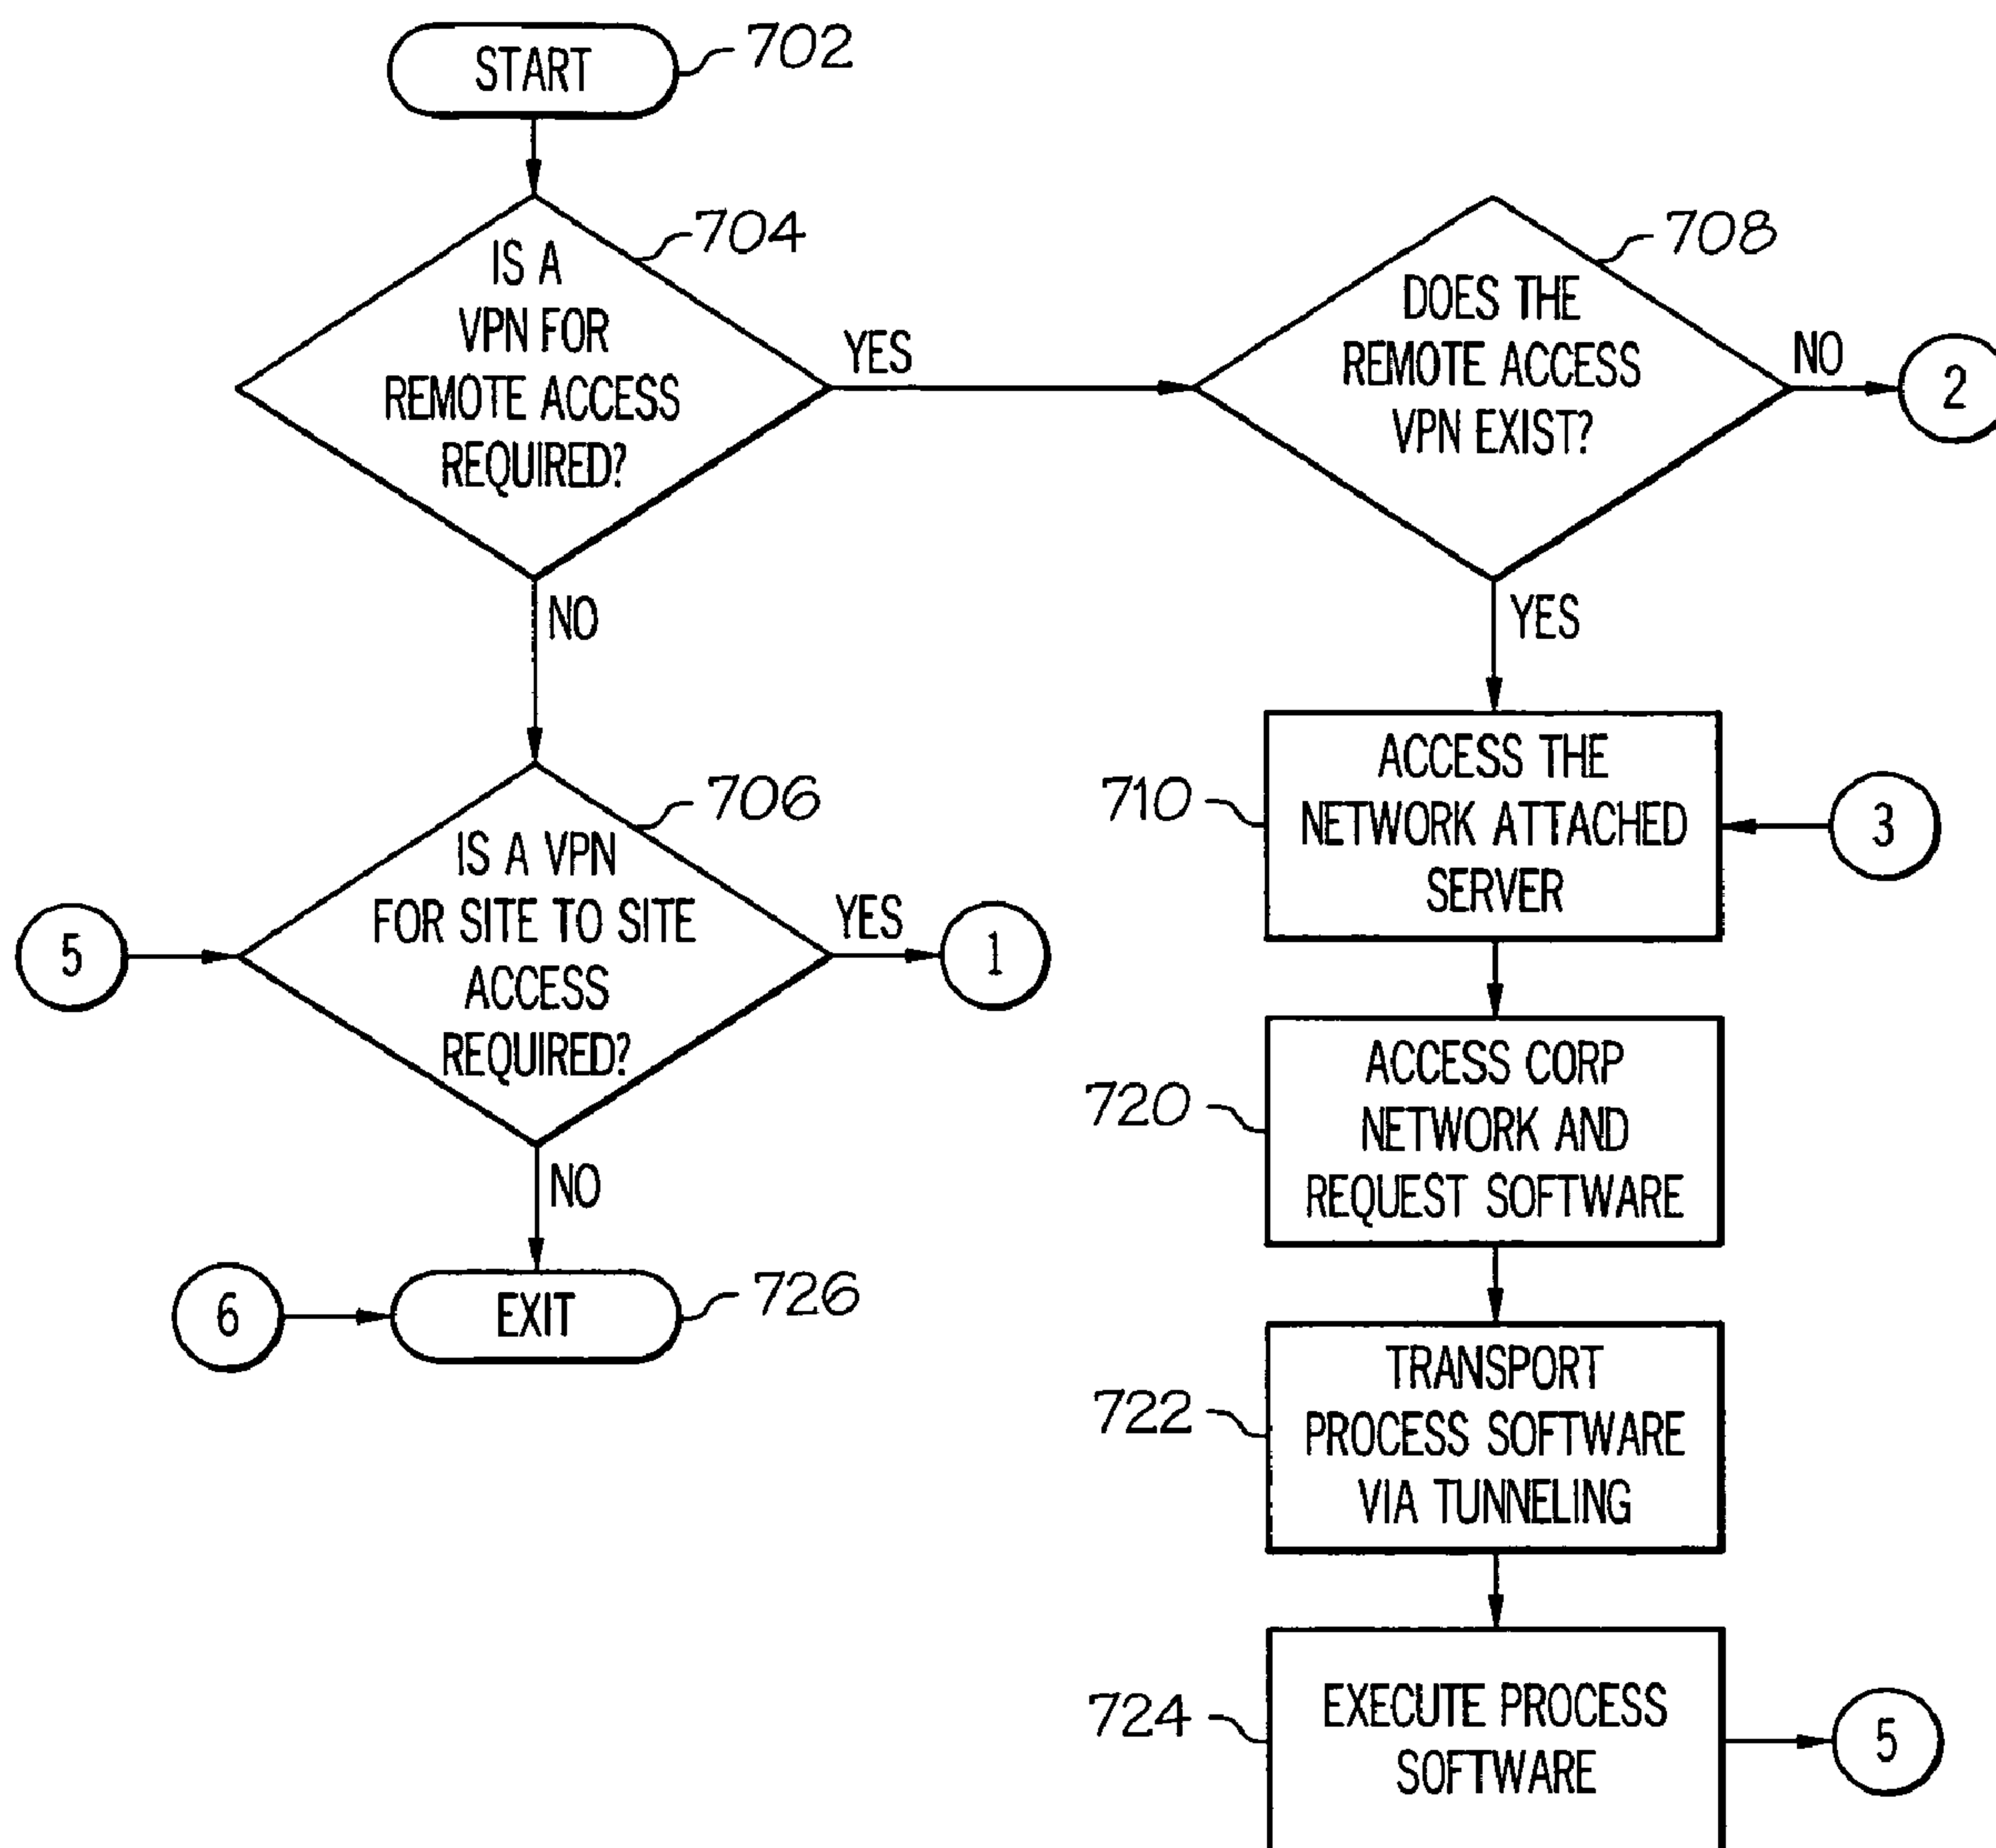 START
702
IS A
VPN FOR
REMOTE ACCESS
REQUIRED?
704
YES
NO
DOES THE
REMOTE ACCESS
VPN EXIST?
708
NO
2
YES
5
IS A VPN
FOR SITE TO SITE
ACCESS
REQUIRED?
706
YES
1
NO
6
EXIT
726
710
ACCESS THE
NETWORK ATTACHED
SERVER
3
720
ACCESS CORP
NETWORK AND
REQUEST SOFTWARE
722
TRANSPORT
PROCESS SOFTWARE
VIA TUNNELING
724
EXECUTE PROCESS
SOFTWARE
5